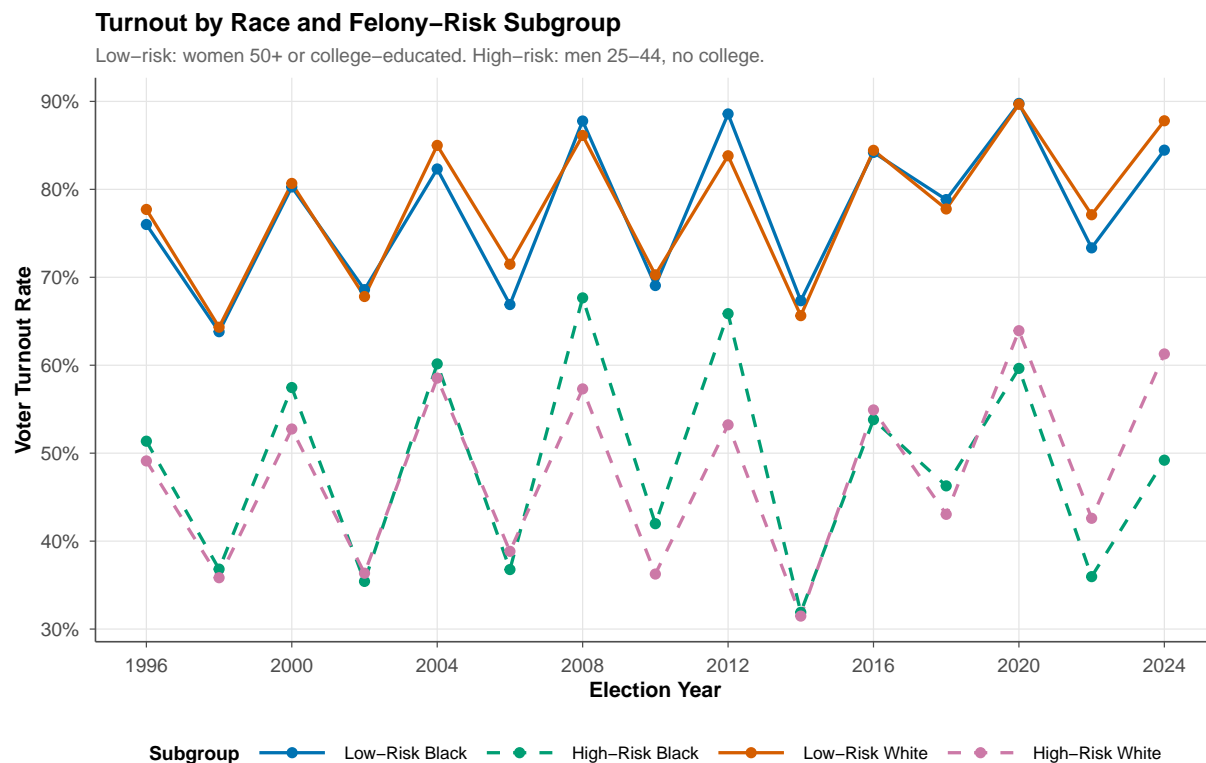 Turnout by Race and Felony−Risk Subgroup
Low−risk: women 50+ or college−educated. High−risk: men 25−44, no college.
Voter Turnout Rate
90%
80%
70%
60%
50%
40%
30%
1996 2000 2004 2008 2012 2016 2020 2024
Election Year
Subgroup Low−Risk Black High−Risk Black Low−Risk White High−Risk White